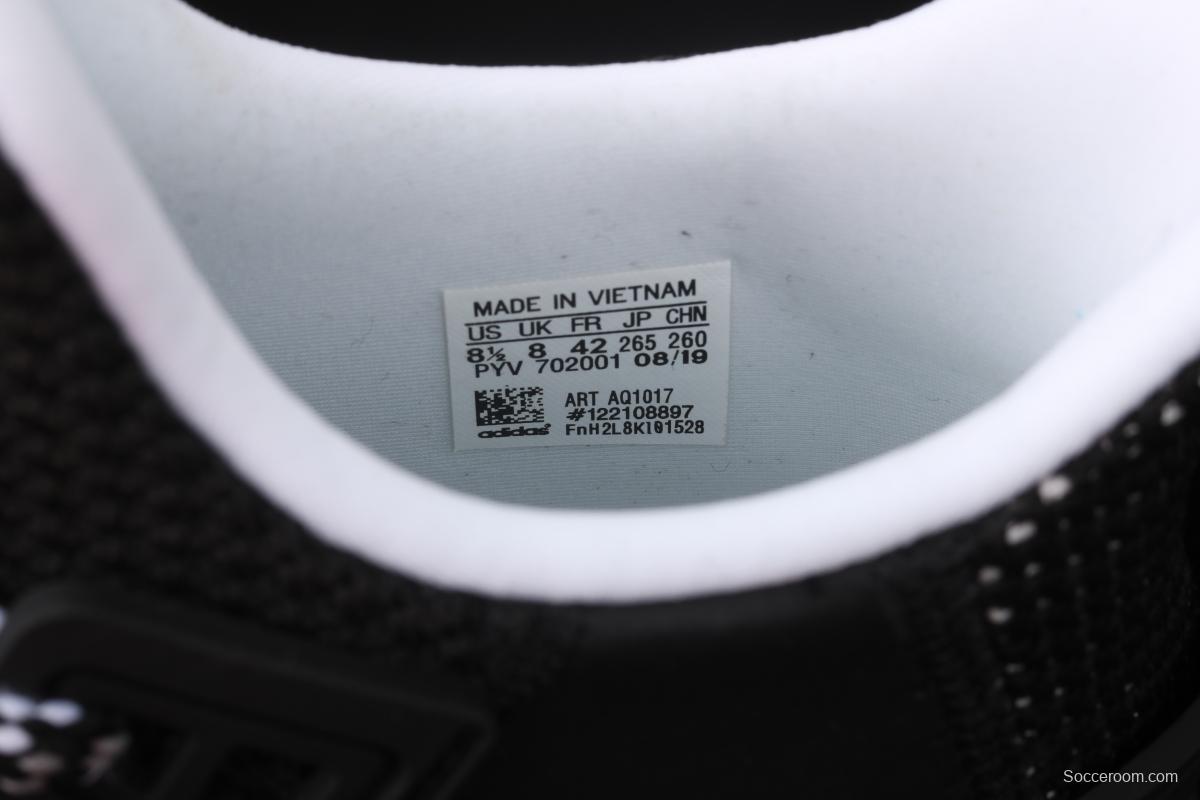 MADE IN VIETNAM
US UK FR JP CHN
8½ 8 42 265 260
PYV 702001 08/19
ART AQ1017
#122108897
adidas FnH2L8Kl01528
Socceroom.com